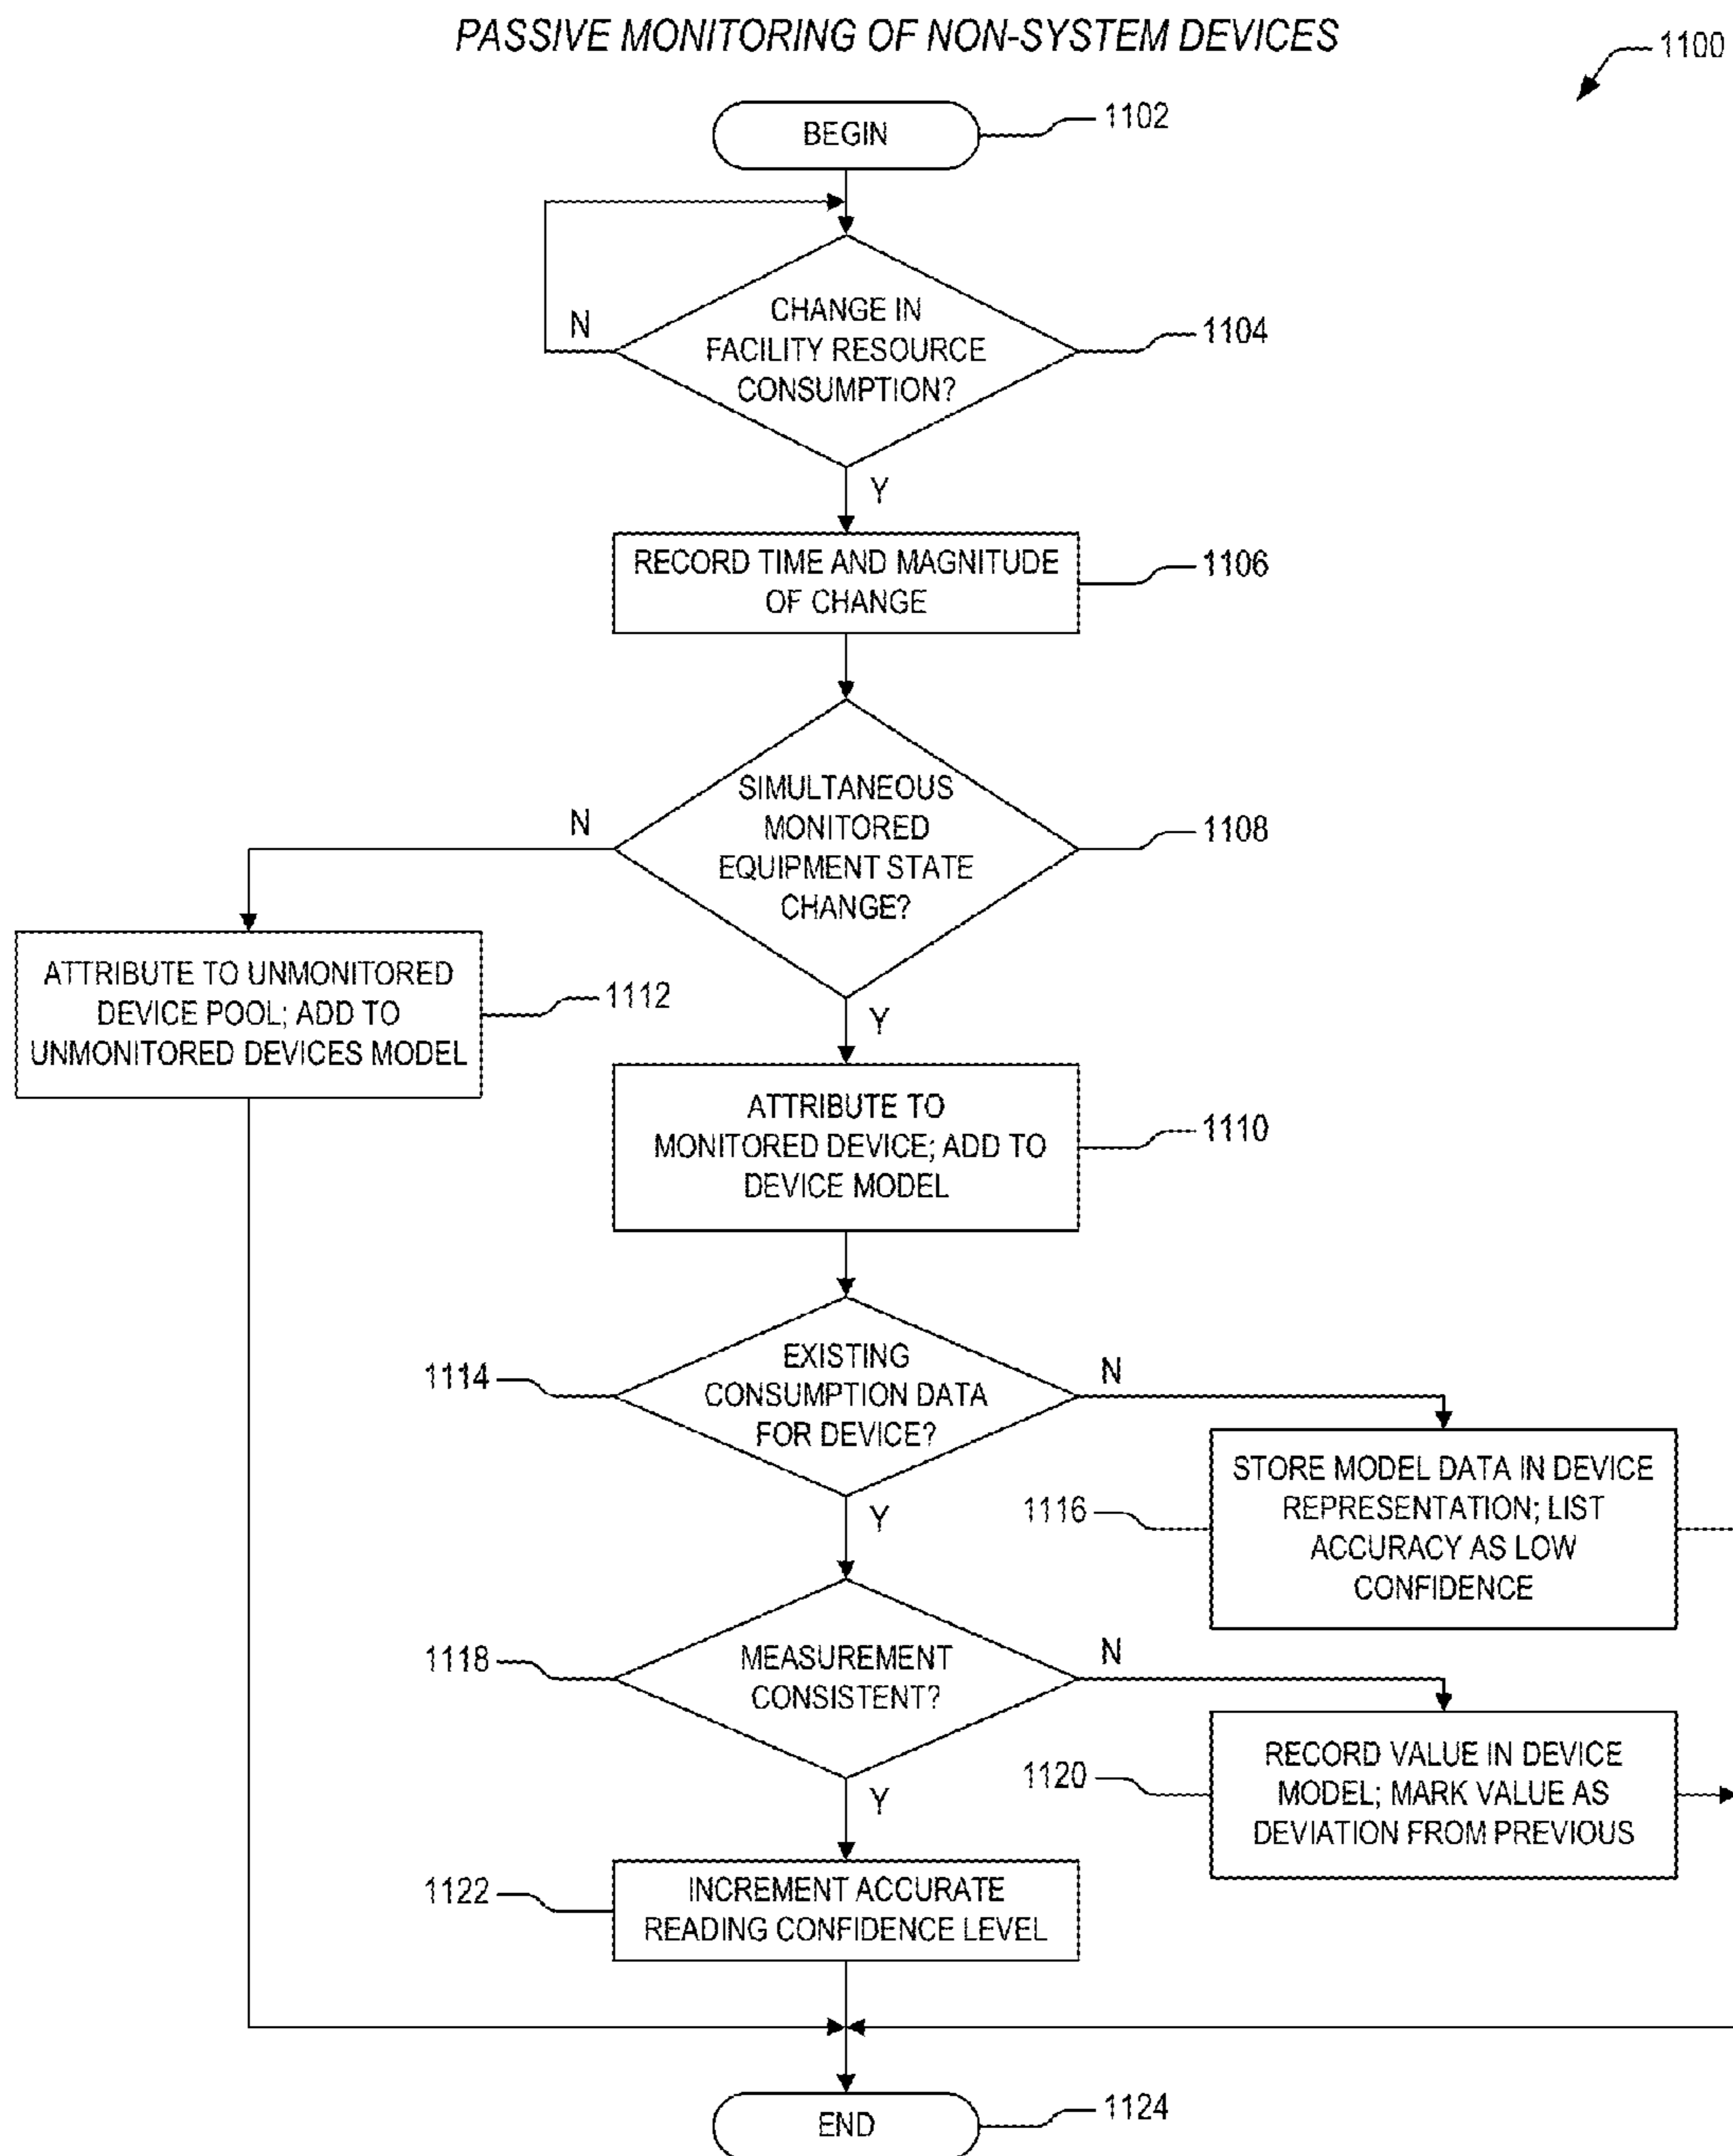 PASSIVE MONITORING OF NON-SYSTEM DEVICES
1100
BEGIN
1102
CHANGE IN
FACILITY RESOURCE
CONSUMPTION?
N
1104
Y
RECORD TIME AND MAGNITUDE
OF CHANGE
1106
SIMULTANEOUS
MONITORED
EQUIPMENT STATE
CHANGE?
N
1108
Y
ATTRIBUTE TO UNMONITORED
DEVICE POOL; ADD TO
UNMONITORED DEVICES MODEL
1112
ATTRIBUTE TO
MONITORED DEVICE; ADD TO
DEVICE MODEL
1110
1114
EXISTING
CONSUMPTION DATA
FOR DEVICE?
N
Y
1116
STORE MODEL DATA IN DEVICE
REPRESENTATION; LIST
ACCURACY AS LOW
CONFIDENCE
1118
MEASUREMENT
CONSISTENT?
N
Y
1120
RECORD VALUE IN DEVICE
MODEL; MARK VALUE AS
DEVIATION FROM PREVIOUS
1122
INCREMENT ACCURATE
READING CONFIDENCE LEVEL
END
1124